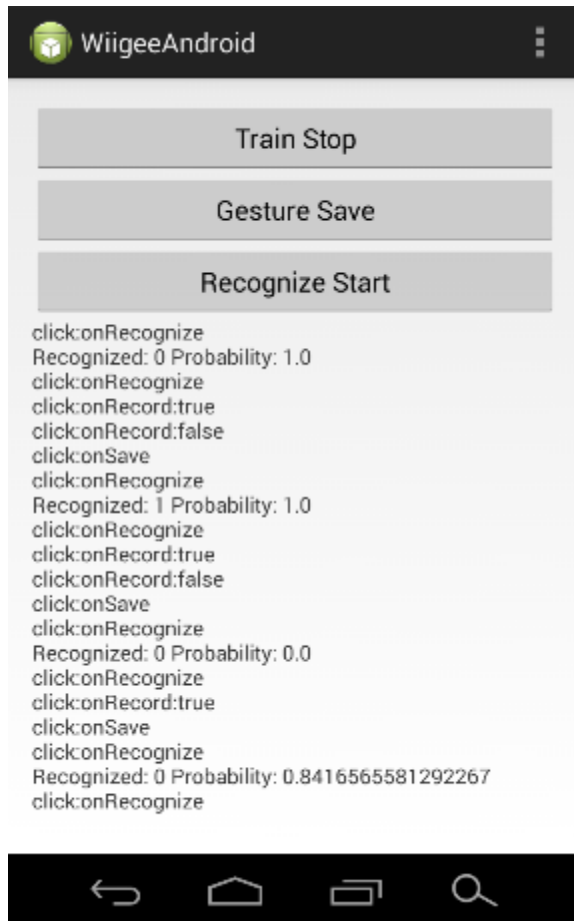 WiigeeAndroid
Train Stop
Gesture Save
Recognize Start
click:onRecognize
Recognized: 0 Probability: 1.0
click:onRecognize
click:onRecord:true
click:onRecord:false
click:onSave
click:onRecognize
Recognized: 1 Probability: 1.0
click:onRecognize
click:onRecord:true
click:onRecord:false
click:onSave
click:onRecognize
Recognized: 0 Probability: 0.0
click:onRecognize
click:onRecord:true
click:onSave
click:onRecognize
Recognized: 0 Probability: 0.8416565581292267
click:onRecognize